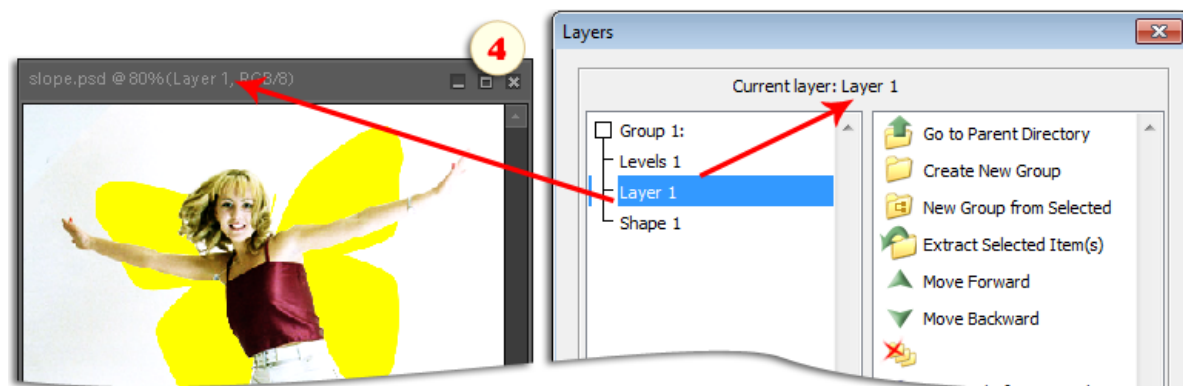 4
slope.psd @ 80% (Layer 1, RGB/8)
Layers
Current layer: Layer 1
Group 1:
Levels 1
Layer 1
Shape 1
Go to Parent Directory
Create New Group
New Group from Selected
Extract Selected Item(s)
Move Forward
Move Backward